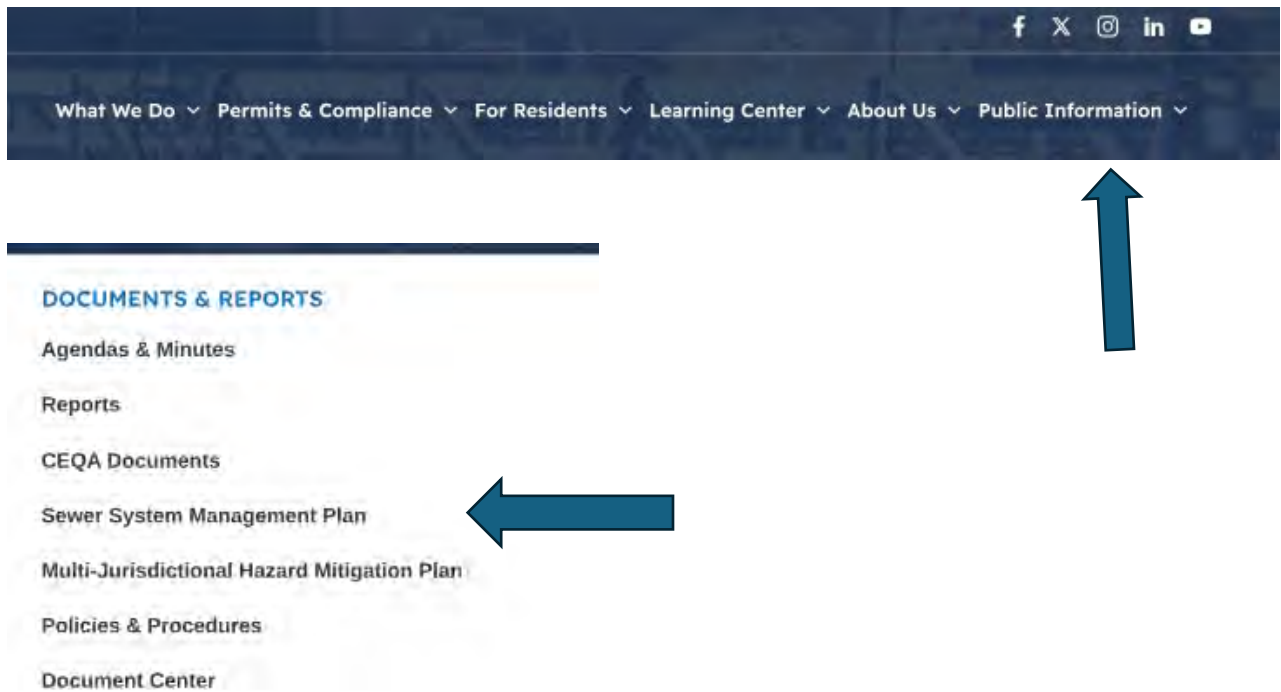 What We Do Permits & Compliance For Residents Learning Center About Us Public Information
DOCUMENTS & REPORTS
Agendas & Minutes
Reports
CEQA Documents
Sewer System Management Plan
Multi-Jurisdictional Hazard Mitigation Plan
Policies & Procedures
Document Center